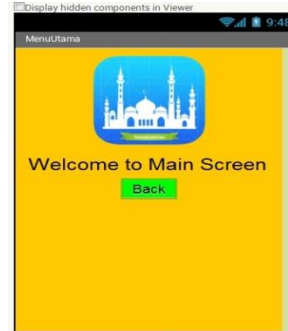 Display hidden components in Viewer
9:48
MenuUtama
Welcome to Main Screen
Back